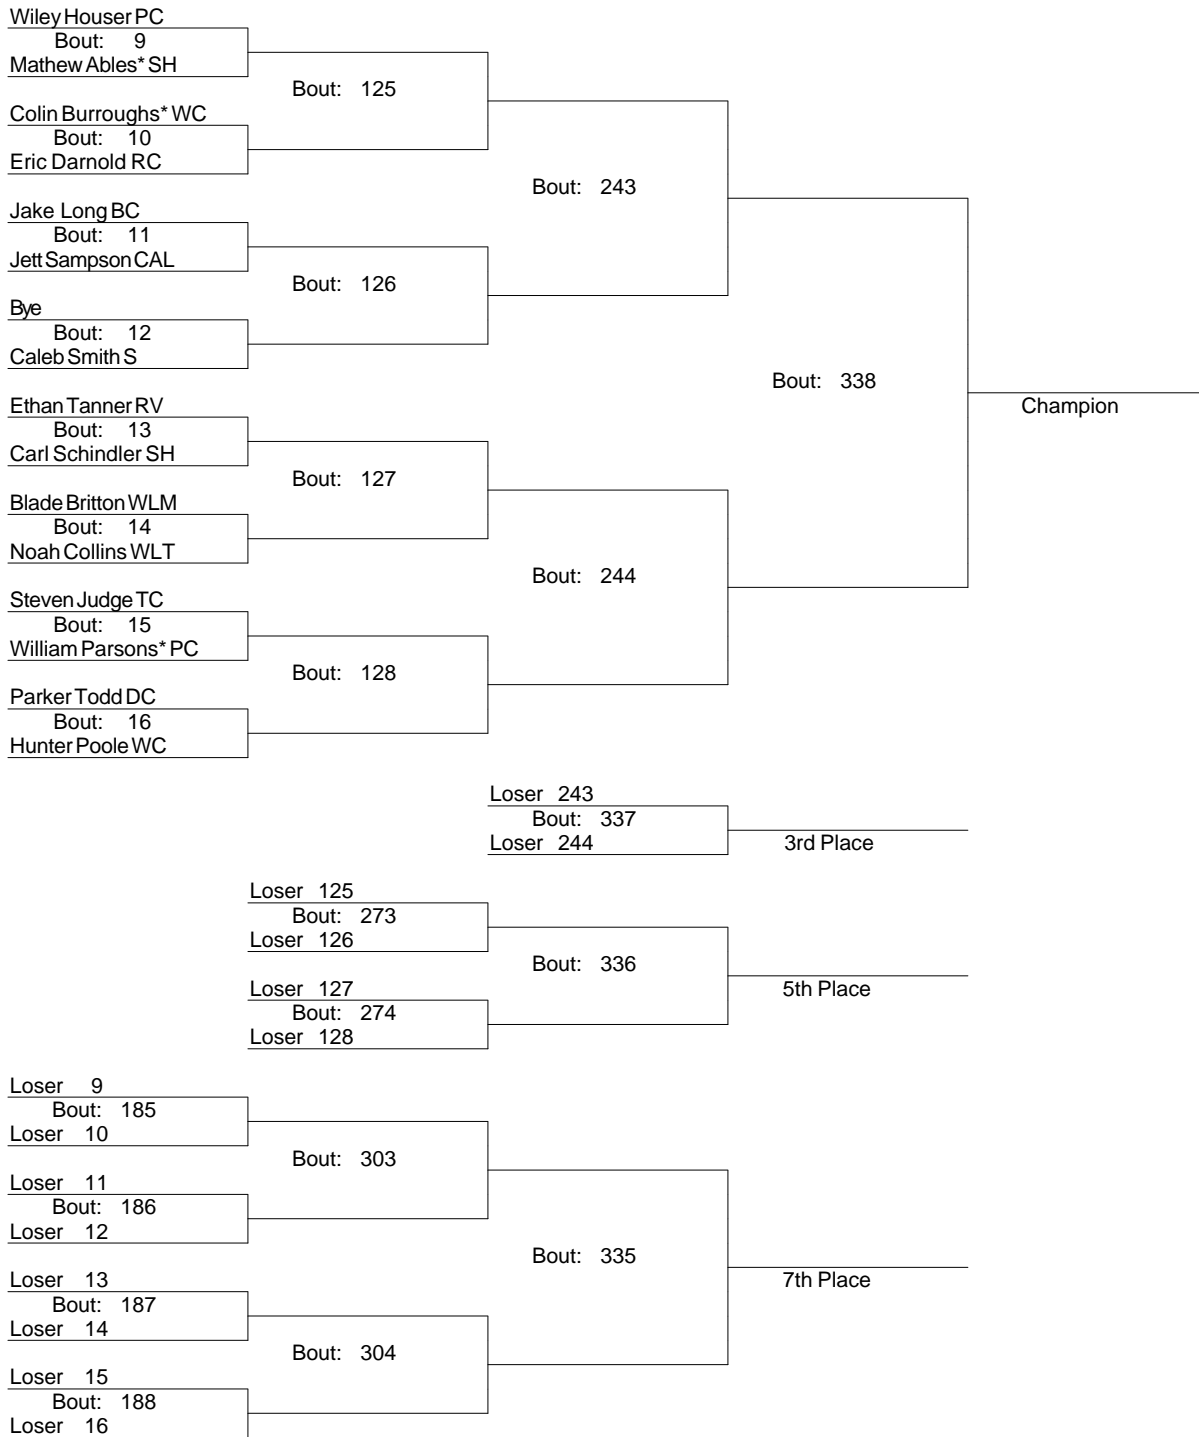 Wiley Houser PC
Bout: 9
Mathew Ables* SH
Bout: 125
Colin Burroughs* WC
Bout: 10
Eric Darnold RC
Bout: 243
Jake Long BC
Bout: 11
Jett Sampson CAL
Bout: 126
Bye
Bout: 12
Caleb Smith S
Bout: 338
Champion
Ethan Tanner RV
Bout: 13
Carl Schindler SH
Bout: 127
Blade Britton WLM
Bout: 14
Noah Collins WLT
Bout: 244
Steven Judge TC
Bout: 15
William Parsons* PC
Bout: 128
Parker Todd DC
Bout: 16
Hunter Poole WC
Loser 243
Bout: 337
Loser 244
3rd Place
Loser 125
Bout: 273
Loser 126
Bout: 336
Loser 127
5th Place
Bout: 274
Loser 128
Loser 9
Bout: 185
Loser 10
Bout: 303
Loser 11
Bout: 186
Loser 12
Bout: 335
Loser 13
7th Place
Bout: 187
Loser 14
Bout: 304
Loser 15
Bout: 188
Loser 16